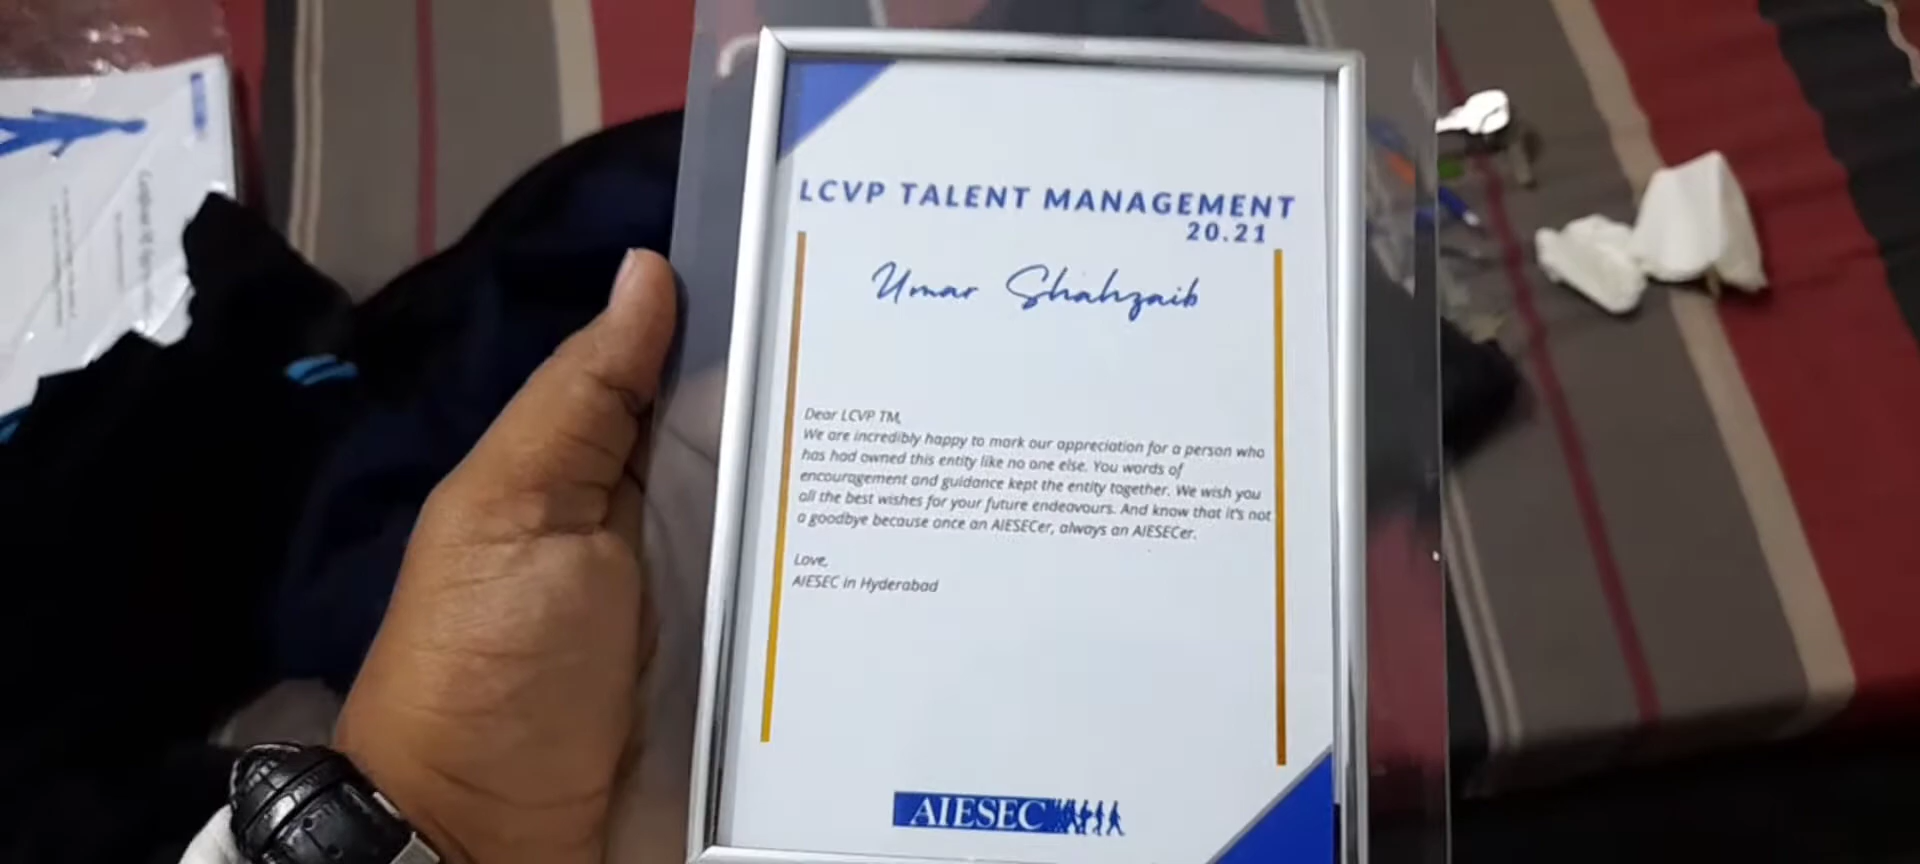 LCVP TALENT MANAGEMENT
20.21
Umar Shahzaib
Dear LCVP TM,
We are incredibly happy to mark our appreciation for a person who
has had owned this entity like no one else. You words of
encouragement and guidance kept the entity together. We wish you
all the best wishes for your future endeavours. And know that it's not
a goodbye because once an AIESECer, always an AIESECer.
Love,
AIESEC in Hyderabad
AIESEC